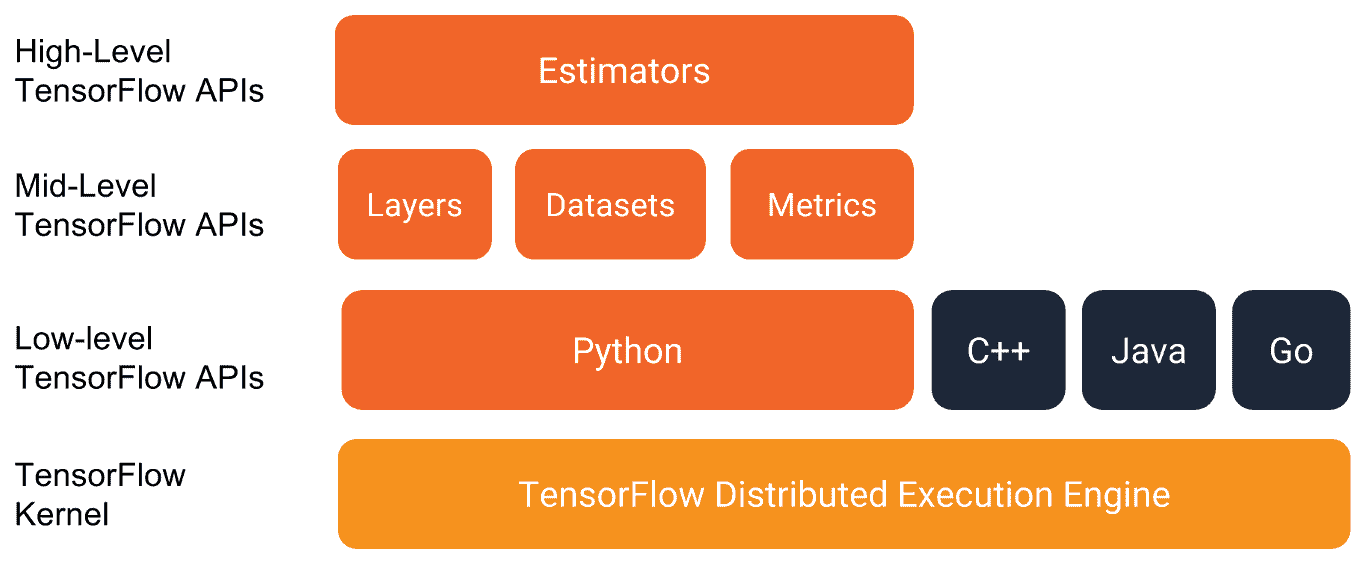 High-Level
TensorFlow APIs
Estimators
Mid-Level
TensorFlow APIs
Layers
Datasets
Metrics
Low-level
TensorFlow APIs
Python
C++
Java
Go
TensorFlow
Kernel
TensorFlow Distributed Execution Engine